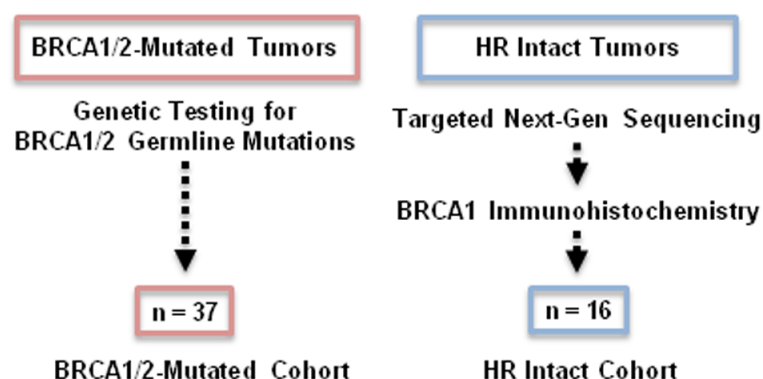 BRCA1/2-Mutated Tumors
Genetic Testing for
BRCA1/2 Germline Mutations
n = 37
BRCA1/2-Mutated Cohort
HR Intact Tumors
Targeted Next-Gen Sequencing
BRCA1 Immunohistochemistry
n = 16
HR Intact Cohort